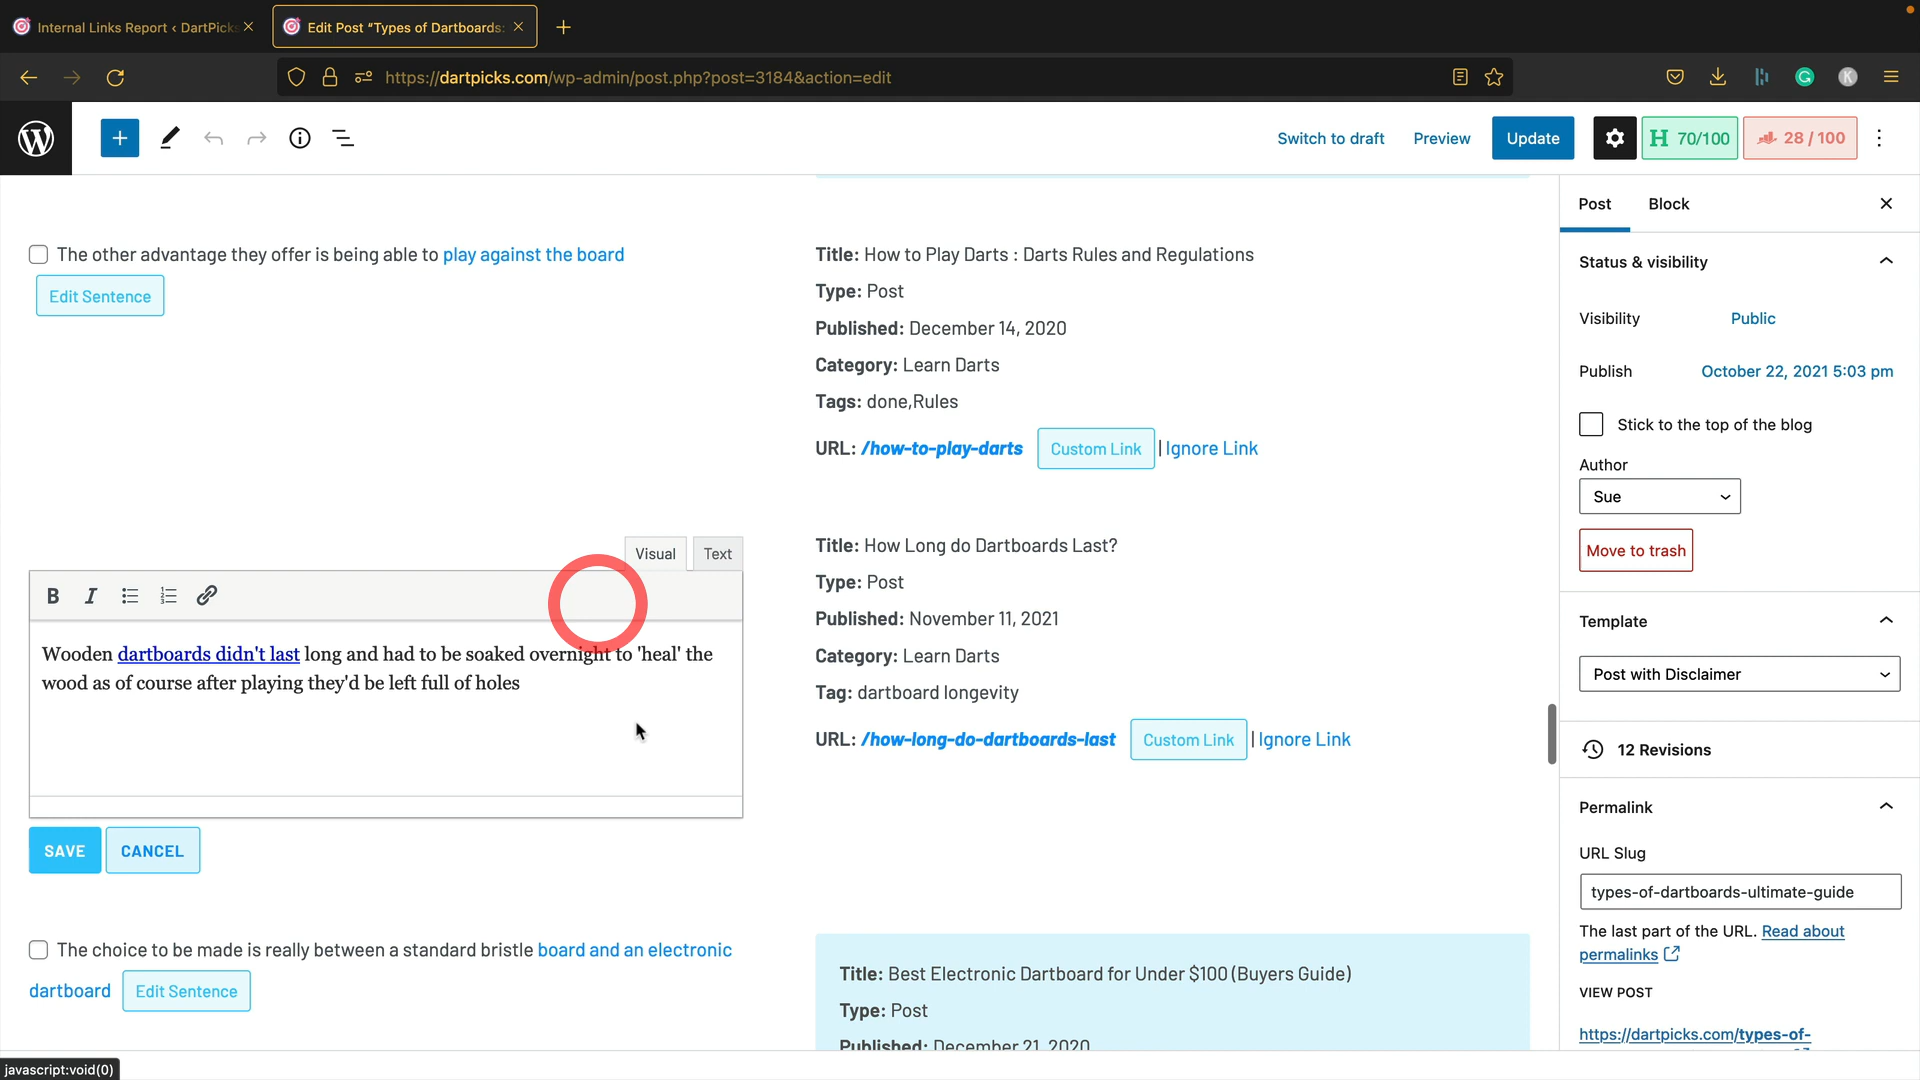 Internal Links Report ‹ DartPicks
Edit Post “Types of Dartboards:
https://dartpicks.com/wp-admin/post.php?post=3184&action=edit
G
K
Switch to draft
Preview
Update
H 70/100
28 / 100
The other advantage they offer is being able to play against the board
Edit Sentence
Title: How to Play Darts : Darts Rules and Regulations
Type: Post
Published: December 14, 2020
Category: Learn Darts
Tags: done,Rules
URL: /how-to-play-darts Custom Link | Ignore Link
Visual
Text
B I
Wooden dartboards didn't last long and had to be soaked overnight to 'heal' the
wood as of course after playing they'd be left full of holes
SAVE
CANCEL
Title: How Long do Dartboards Last?
Type: Post
Published: November 11, 2021
Category: Learn Darts
Tag: dartboard longevity
URL: /how-long-do-dartboards-last Custom Link | Ignore Link
The choice to be made is really between a standard bristle board and an electronic
dartboard Edit Sentence
Title: Best Electronic Dartboard for Under $100 (Buyers Guide)
Type: Post
Published: December 21, 2020
Post
Block
Status & visibility
Visibility
Public
Publish
October 22, 2021 5:03 pm
Stick to the top of the blog
Author
Sue
Move to trash
Template
Post with Disclaimer
12 Revisions
Permalink
URL Slug
types-of-dartboards-ultimate-guide
The last part of the URL. Read about
permalinks
VIEW POST
https://dartpicks.com/types-of-
javascript:void(0)